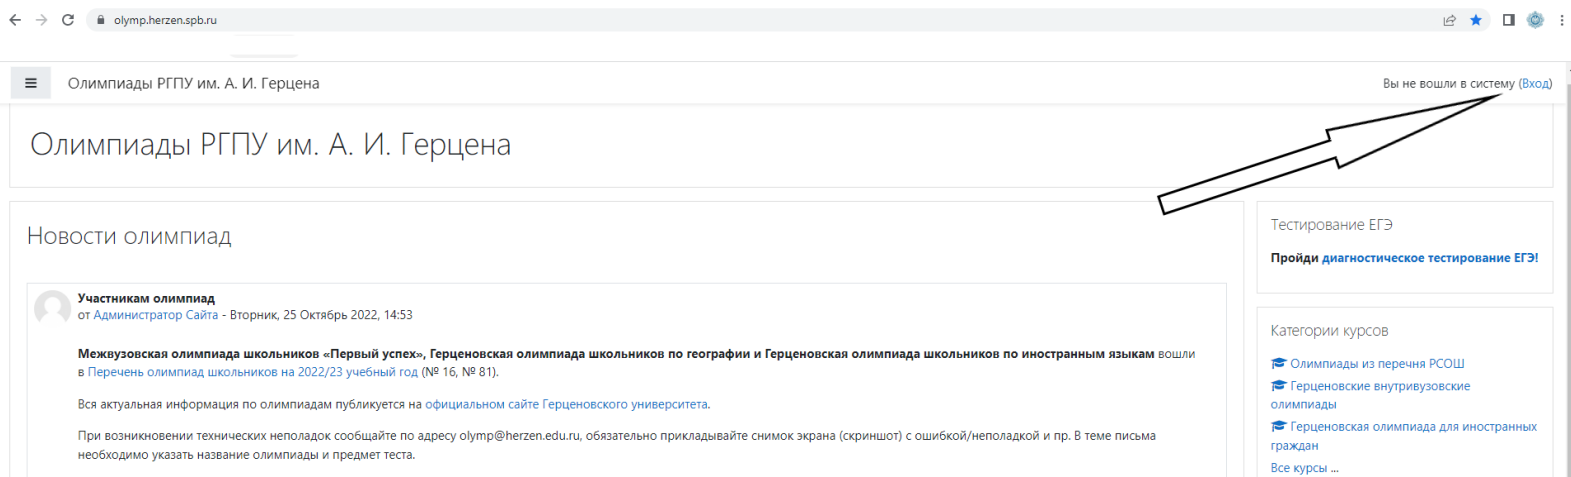 olymp.herzen.spb.ru
Олимпиады РГПУ им. А. И. Герцена
Вы не вошли в систему (Вход)
Олимпиады РГПУ им. А. И. Герцена
Новости олимпиад
Участникам олимпиад
от Администратор Сайта - Вторник, 25 Октябрь 2022, 14:53
Межвузовская олимпиада школьников «Первый успех», Герценовская олимпиада школьников по географии и Герценовская олимпиада школьников по иностранным языкам вошли
в Перечень олимпиад школьников на 2022/23 учебный год (№ 16, № 81).
Вся актуальная информация по олимпиадам публикуется на официальном сайте Герценовского университета.
При возникновении технических неполадок сообщайте по адресу olymp@herzen.edu.ru, обязательно прикладывайте снимок экрана (скриншот) с ошибкой/неполадкой и пр. В теме письма
необходимо указать название олимпиады и предмет теста.
Тестирование ЕГЭ
Пройди диагностическое тестирование ЕГЭ!
Категории курсов
Олимпиады из перечня РСОШ
Герценовские внутривузовские
олимпиады
Герценовская олимпиада для иностранных
граждан
Все курсы ...